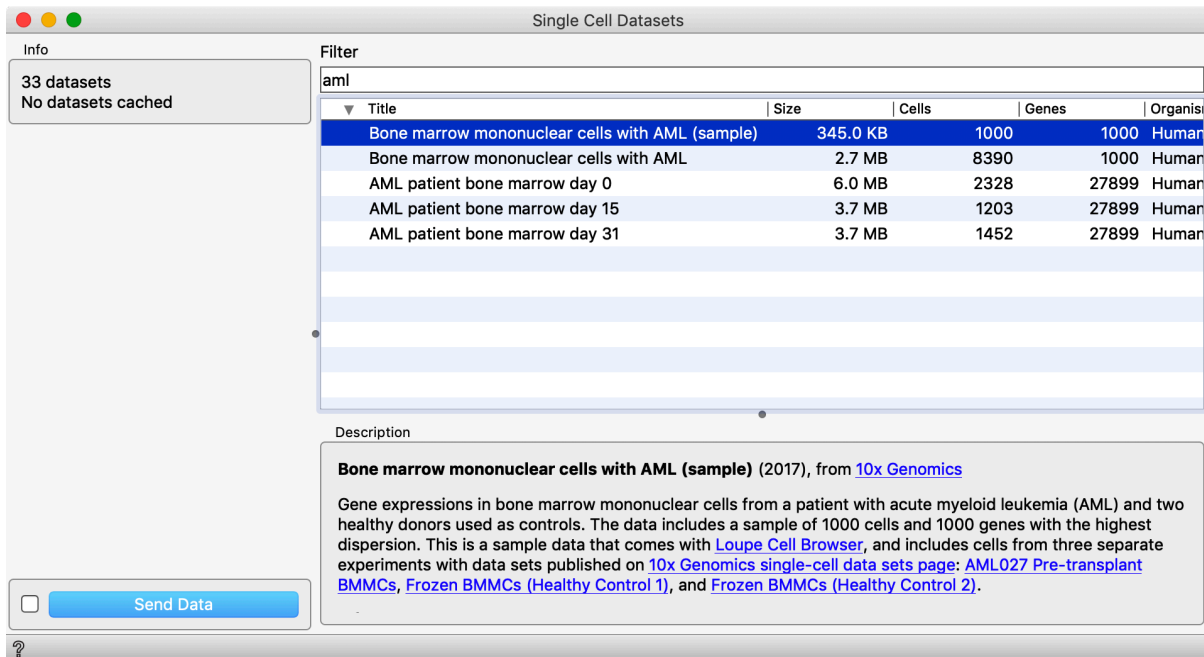 Single Cell Datasets
Info
33 datasets
No datasets cached
Filter
aml
Title Size Cells Genes Organis
Bone marrow mononuclear cells with AML (sample) 345.0 KB 1000 1000 Human
Bone marrow mononuclear cells with AML 2.7 MB 8390 1000 Human
AML patient bone marrow day 0 6.0 MB 2328 27899 Human
AML patient bone marrow day 15 3.7 MB 1203 27899 Human
AML patient bone marrow day 31 3.7 MB 1452 27899 Human
Description
Bone marrow mononuclear cells with AML (sample) (2017), from 10x Genomics
Gene expressions in bone marrow mononuclear cells from a patient with acute myeloid leukemia (AML) and two
healthy donors used as controls. The data includes a sample of 1000 cells and 1000 genes with the highest
dispersion. This is a sample data that comes with Loupe Cell Browser, and includes cells from three separate
experiments with data sets published on 10x Genomics single-cell data sets page: AML027 Pre-transplant
BMMCs, Frozen BMMCs (Healthy Control 1), and Frozen BMMCs (Healthy Control 2).
Send Data
?